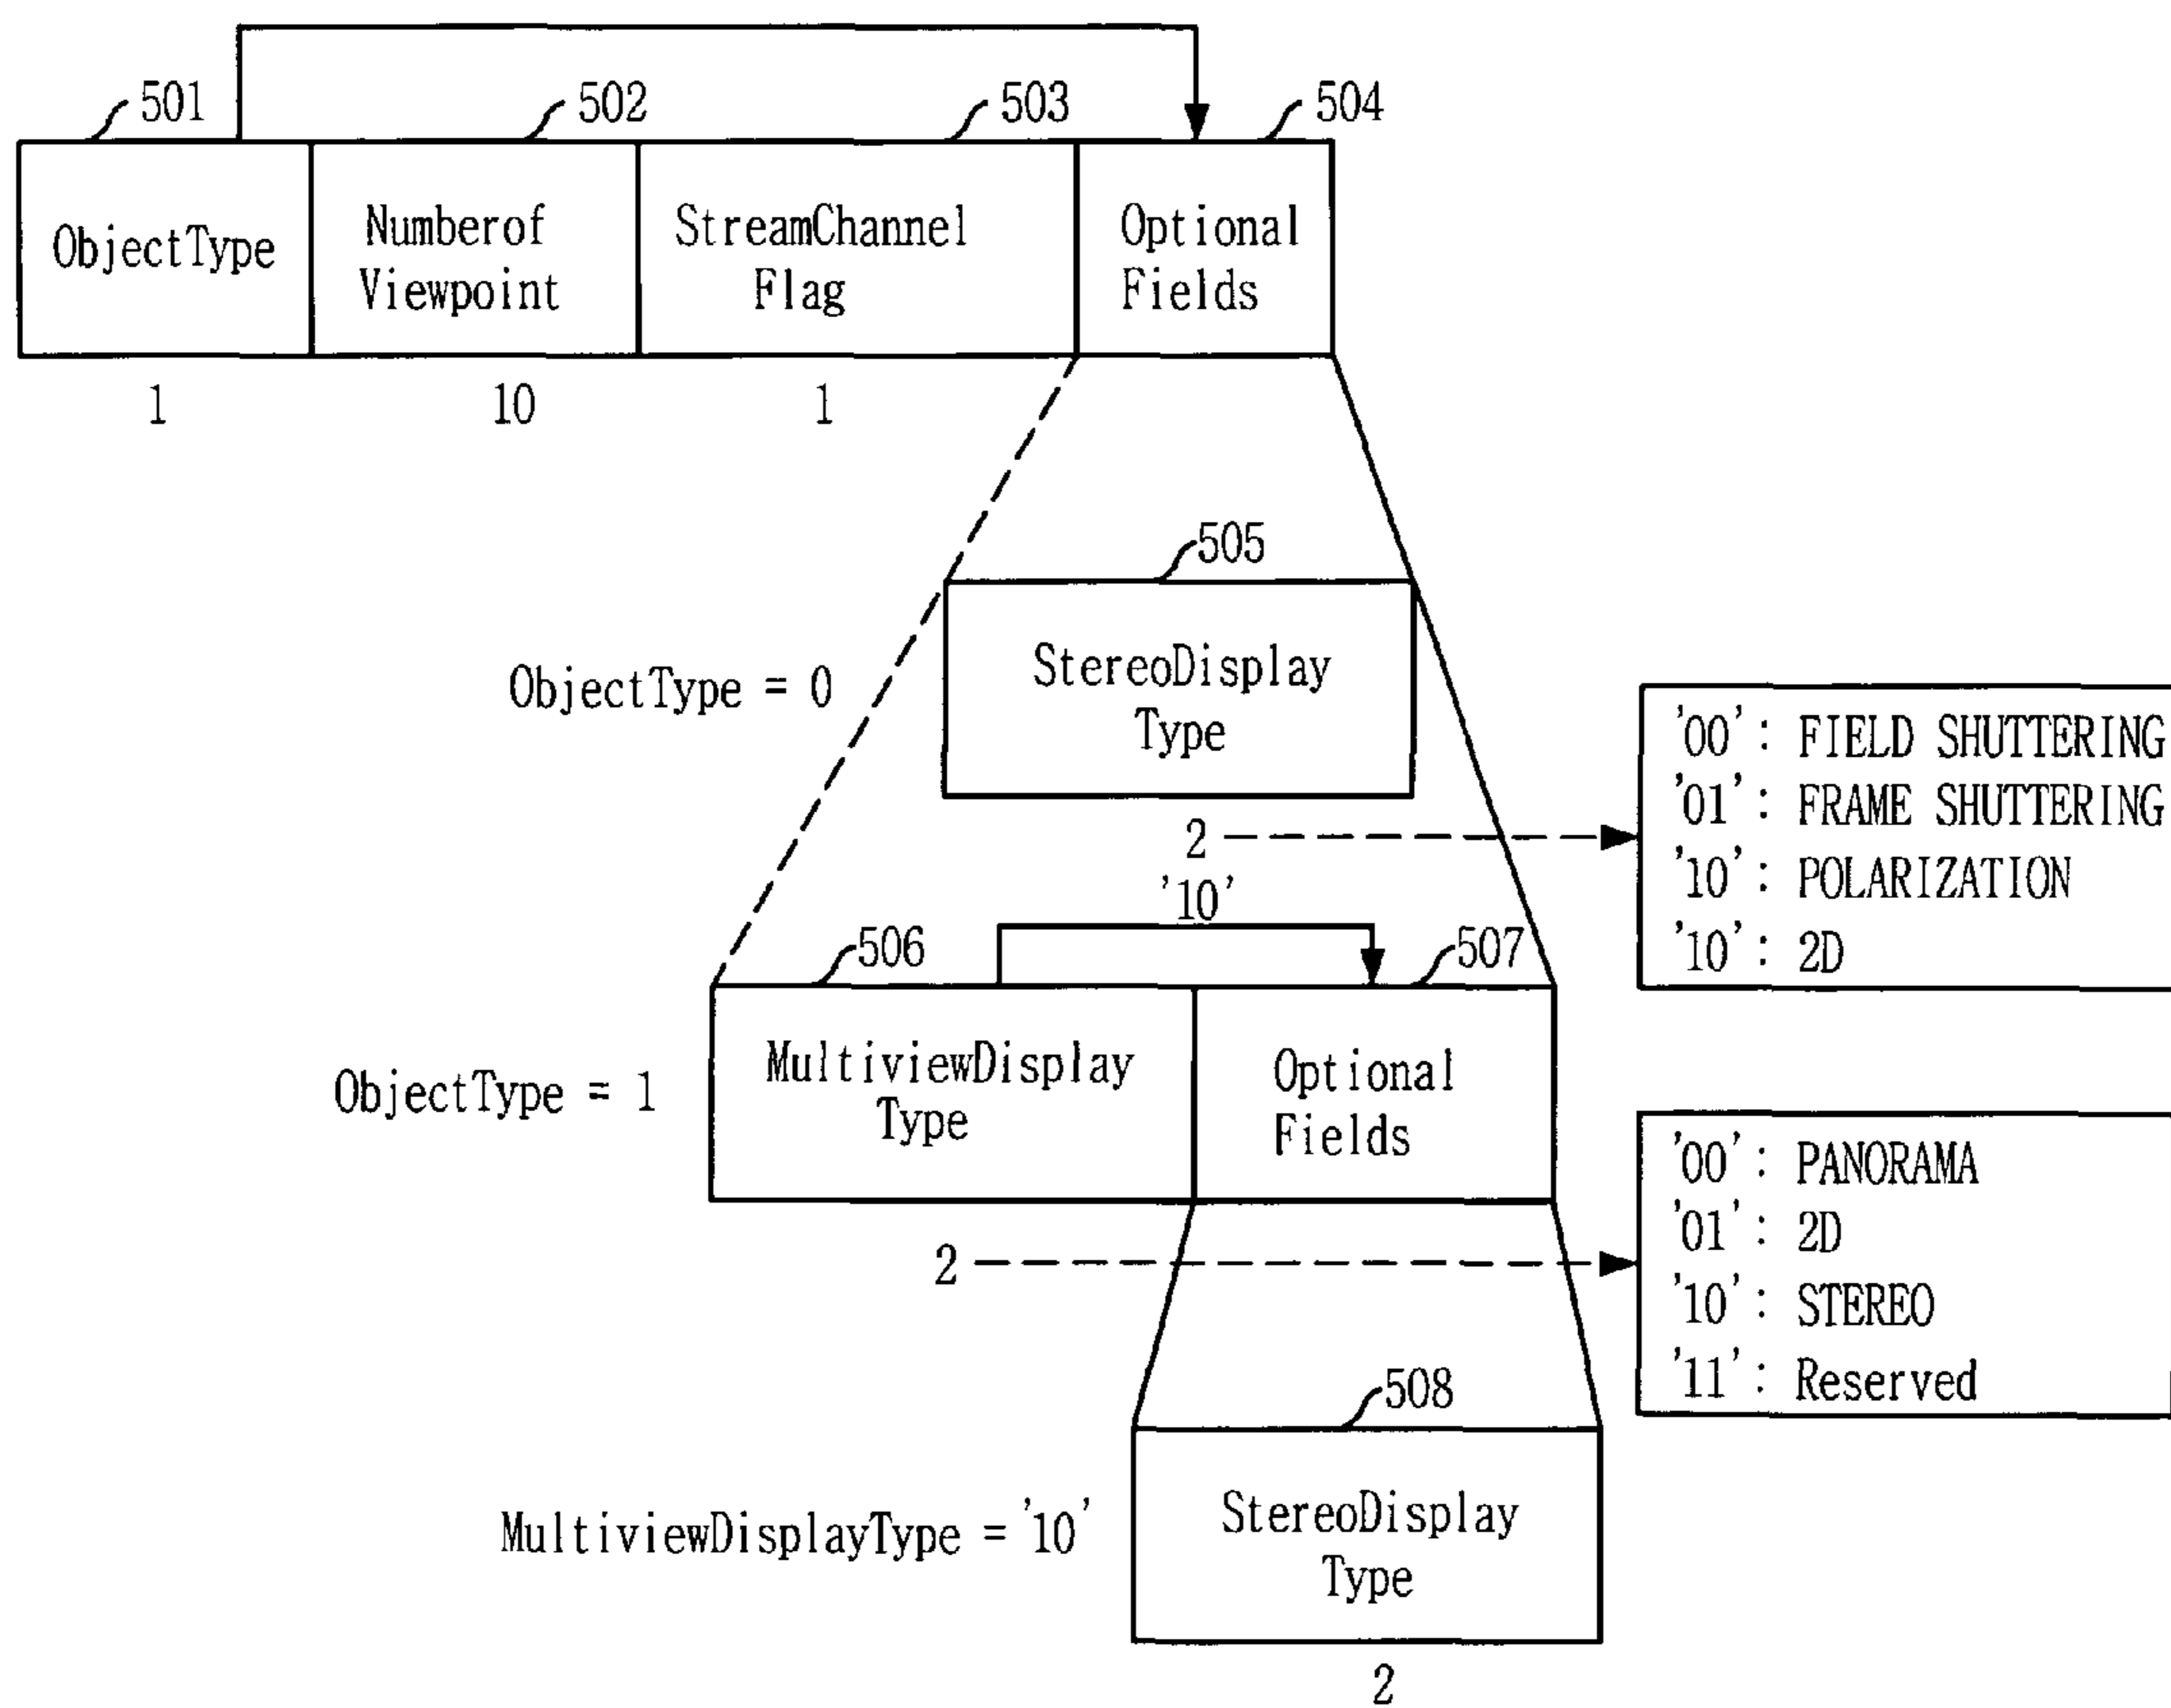 501
502
503
504
ObjectType
Numberof
Viewpoint
StreamChannel
Flag
Optional
Fields
1
10
1
505
ObjectType = 0
StereoDisplay
Type
2
'00': FIELD SHUTTERING
'01': FRAME SHUTTERING
'10': POLARIZATION
'10': 2D
'10'
506
507
ObjectType = 1
MultiviewDisplay
Type
Optional
Fields
2
'00': PANORAMA
'01': 2D
'10': STEREO
'11': Reserved
508
MultiviewDisplayType = '10'
StereoDisplay
Type
2